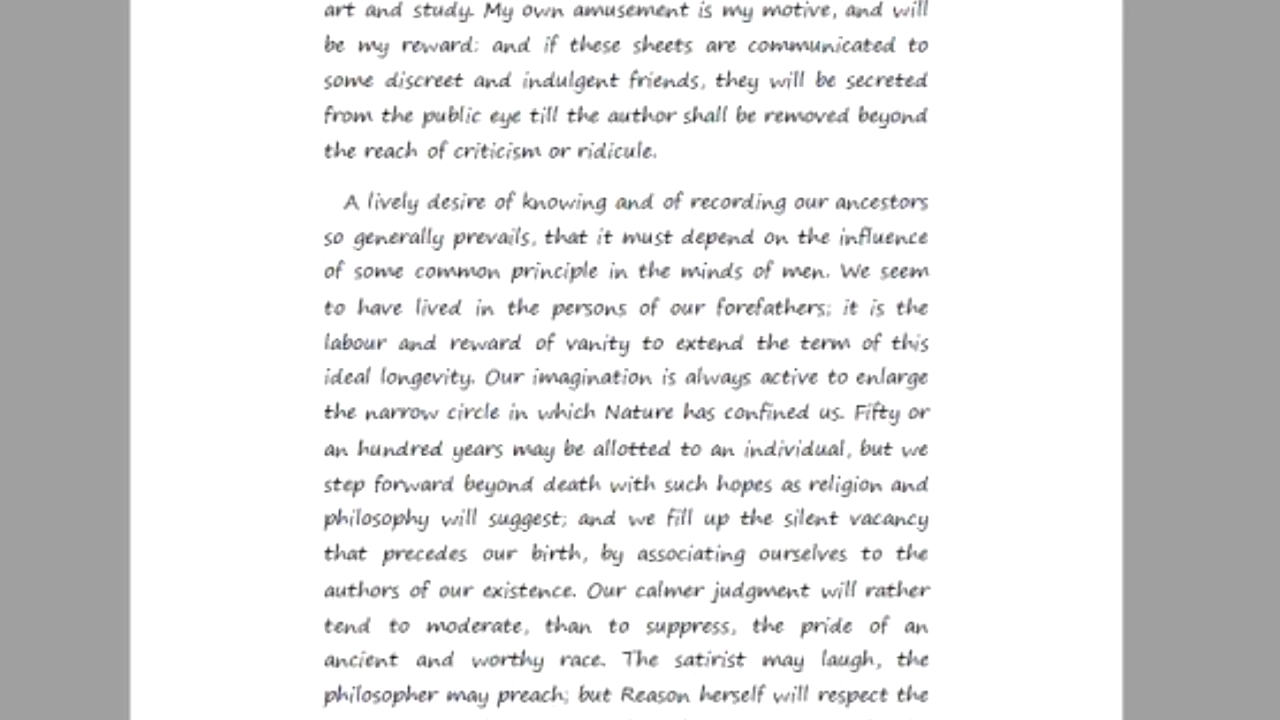 art and study. My own amusement is my motive, and will
be my reward: and if these sheets are communicated to
some discreet and indulgent friends, they will be secreted
from the public eye till the author shall be removed beyond
the reach of criticism or ridicule.
A lively desire of knowing and of recording our ancestors
so generally prevails, that it must depend on the influence
of some common principle in the minds of men. We seem
to have lived in the persons of our forefathers; it is the
labour and reward of vanity to extend the term of this
ideal longevity. Our imagination is always active to enlarge
the narrow circle in which Nature has confined us. Fifty or
an hundred years may be allotted to an individual, but we
step forward beyond death with such hopes as religion and
philosophy will suggest; and we fill up the silent vacancy
that precedes our birth, by associating ourselves to the
authors of our existence. Our calmer judgment will rather
tend to moderate, than to suppress, the pride of an
ancient and worthy race. The satirist may laugh, the
philosopher may preach; but Reason herself will respect the